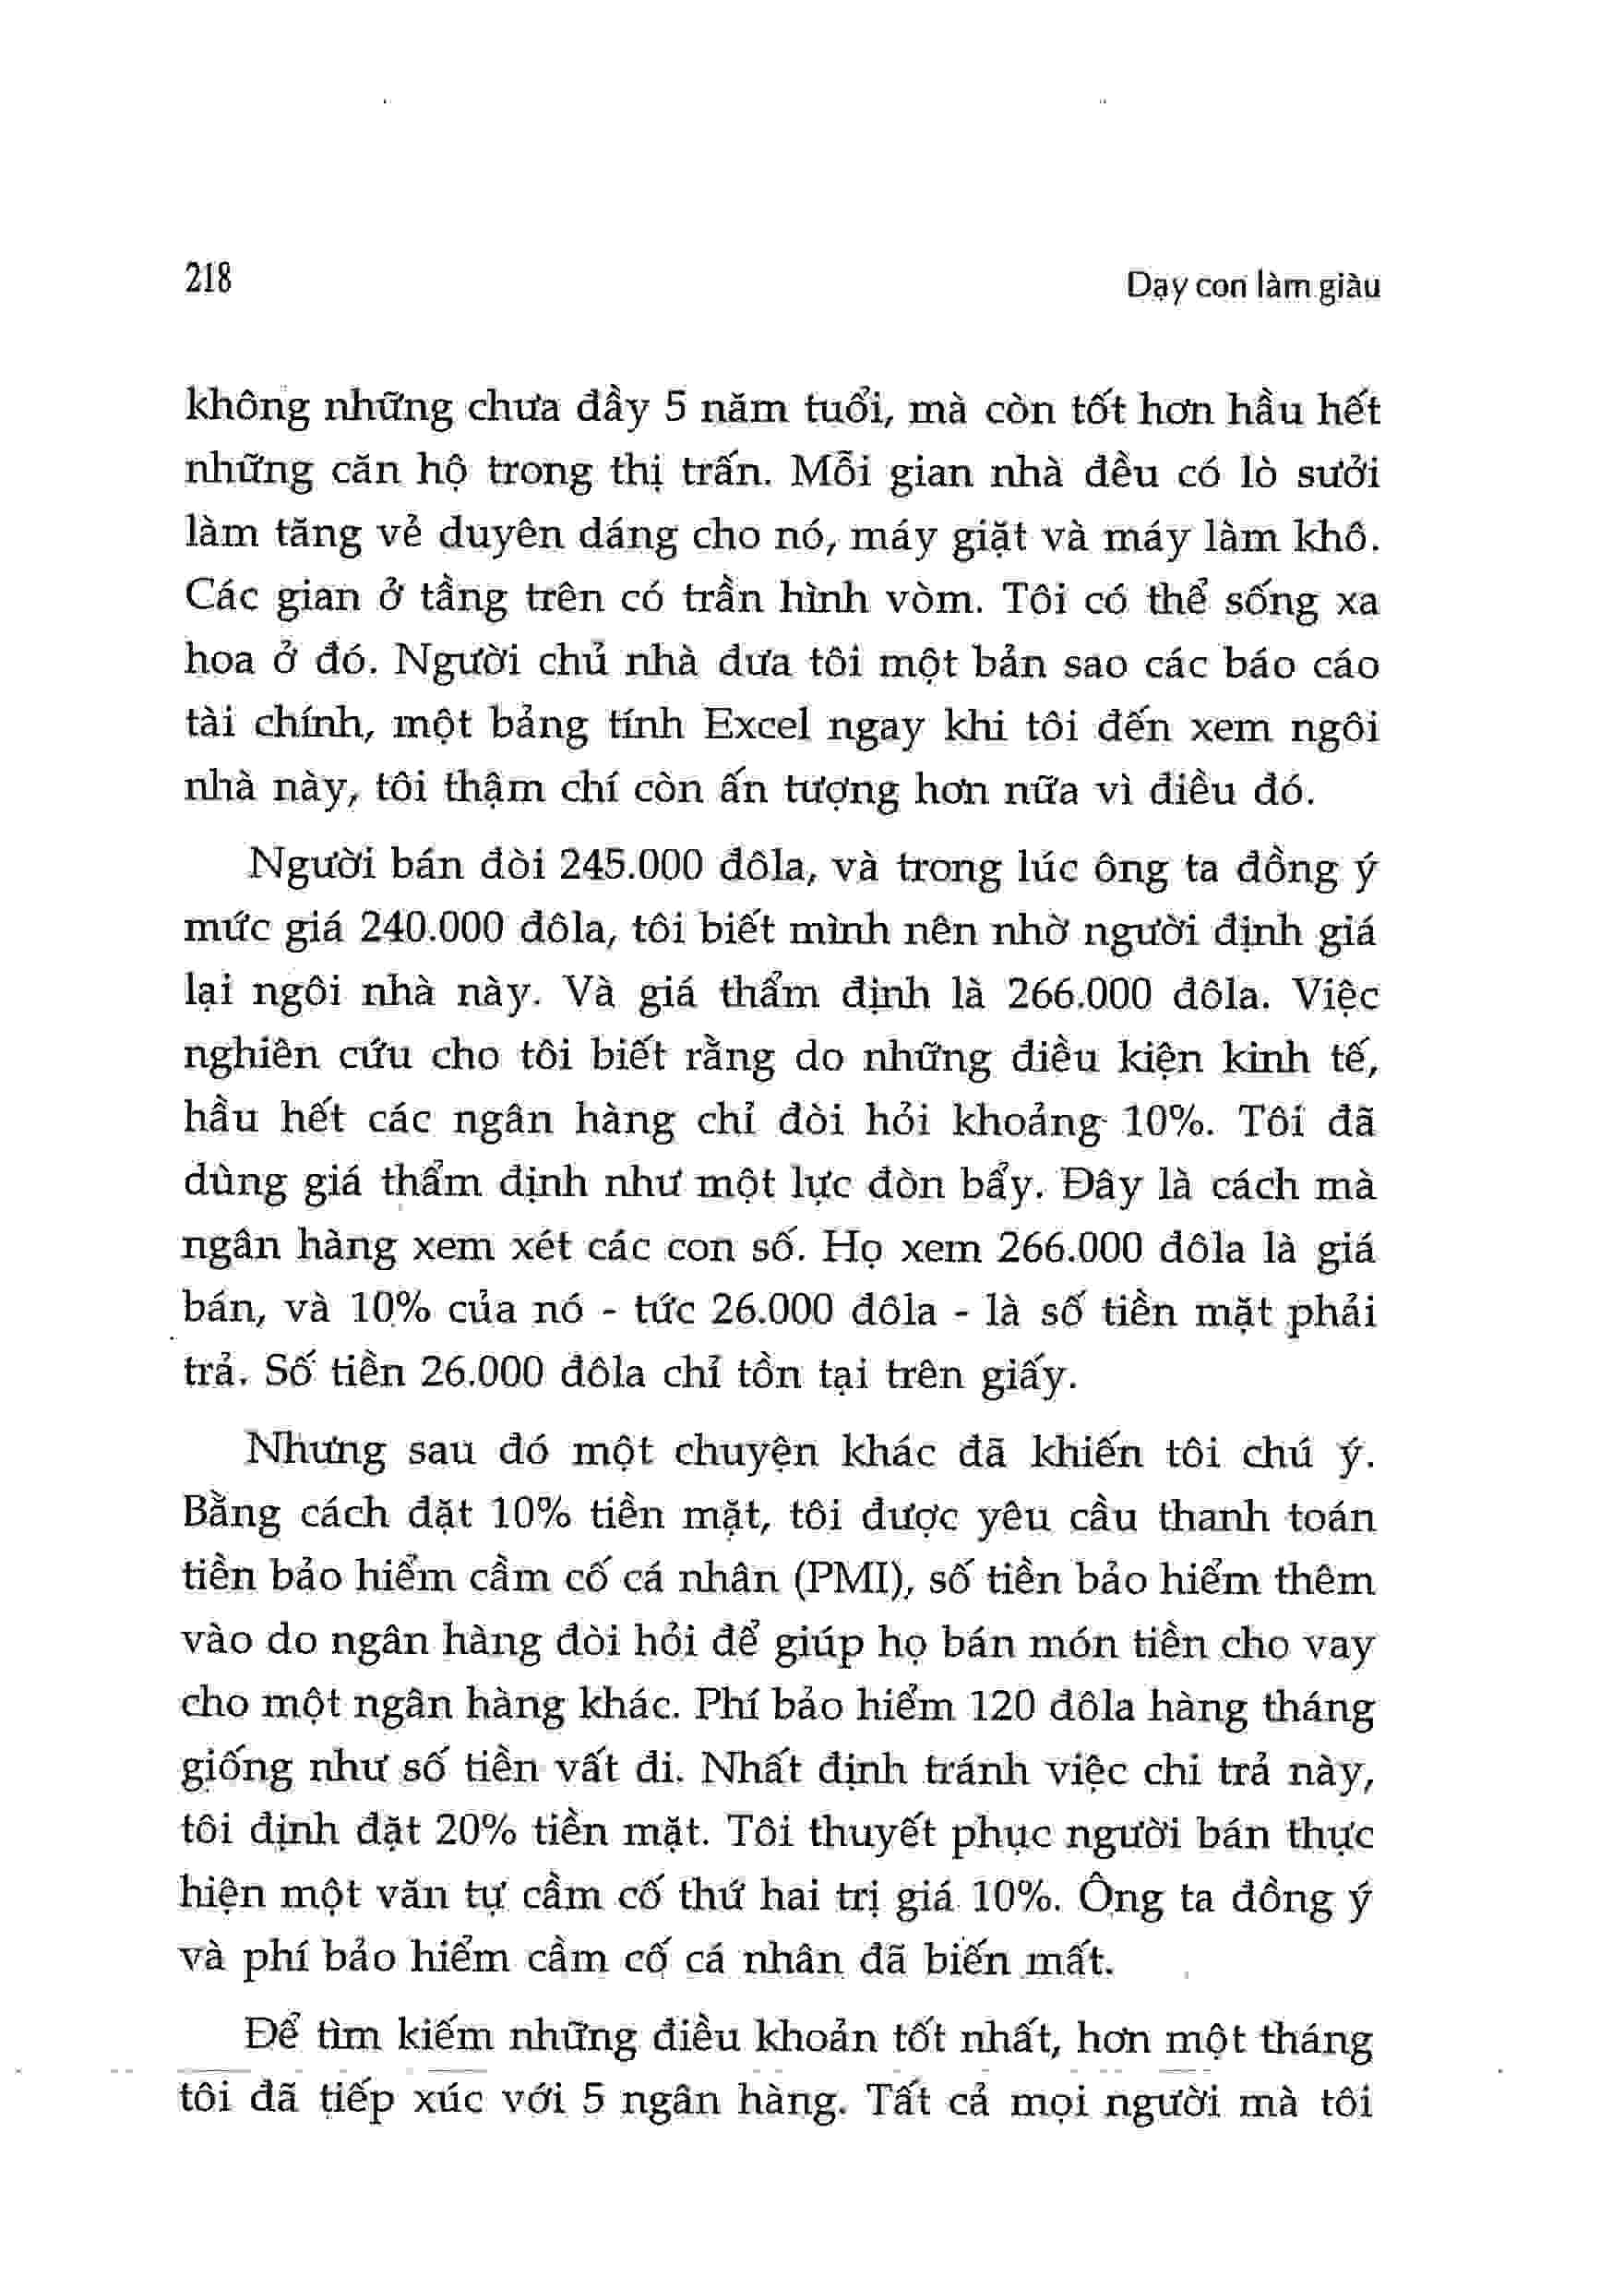 218
Dạy con làm giàu
không những chưa đầy 5 năm tuổi, mà còn tốt hơn hầu hết
những căn hộ trong thị trấn. Mỗi gian nhà đều có lò sưởi
làm tăng vẻ duyên dáng cho nó, máy giặt và máy làm khô.
Các gian ở tầng trên có trần hình vòm. Tôi có thể sống xa
hoa ở đó. Người chủ nhà đưa tôi một bản sao các báo cáo
tài chính, một bảng tính Excel ngay khi tôi đến xem ngôi
nhà này, tôi thậm chí còn ấn tượng hơn nữa vì điều đó.
Người bán đòi 245.000 đôla, và trong lúc ông ta đồng ý
mức giá 240.000 đôla, tôi biết mình nên nhờ người định giá
lại ngôi nhà này. Và giá thẩm định là 266.000 đôla. Việc
nghiên cứu cho tôi biết rằng do những điều kiện kinh tế,
hầu hết các ngân hàng chỉ đòi hỏi khoảng 10%. Tôi đã
dùng giá thẩm định như một lực đòn bẩy. Đây là cách mà
ngân hàng xem xét các con số. Họ xem 266.000 đôla là giá
bán, và 10% của nó - tức 26.000 đôla - là số tiền mặt phải
trả. Số tiền 26.000 đôla chỉ tồn tại trên giấy.
Nhưng sau đó một chuyện khác đã khiến tôi chú ý.
Bằng cách đặt 10% tiền mặt, tôi được yêu cầu thanh toán
tiền bảo hiểm cầm cố cá nhân (PMI), số tiền bảo hiểm thêm
vào do ngân hàng đòi hỏi để giúp họ bán món tiền cho vay
cho một ngân hàng khác. Phí bảo hiểm 120 đôla hàng tháng
giống như số tiền vất đi. Nhất định tránh việc chi trả này,
tôi định đặt 20% tiền mặt. Tôi thuyết phục người bán thực
hiện một văn tự cầm cố thứ hai trị giá 10%. Ông ta đồng ý
và phí bảo hiểm cầm cố cá nhân đã biến mất.
Để tìm kiếm những điều khoản tốt nhất, hơn một tháng
tôi đã tiếp xúc với 5 ngân hàng. Tất cả mọi người mà tôi